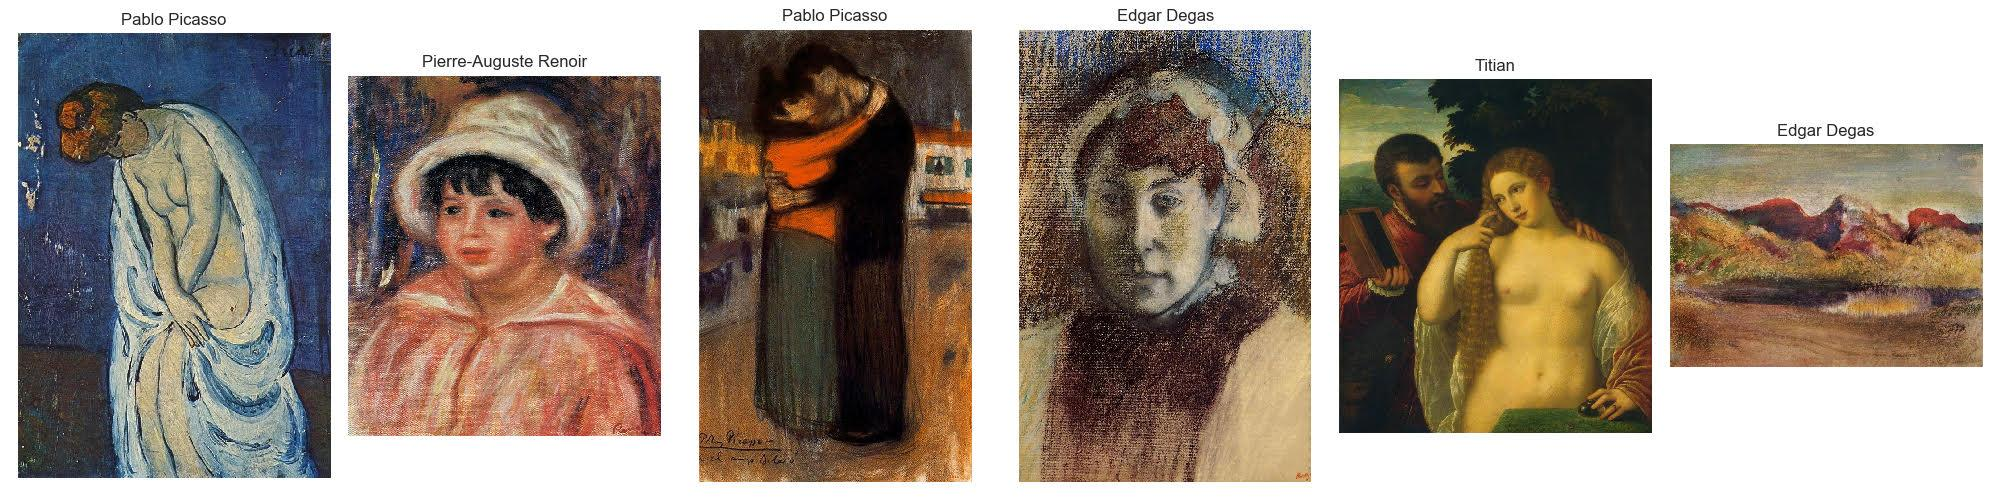 Pablo Picasso
Pierre-Auguste Renoir
Pablo Picasso
Edgar Degas
Titian
Edgar Degas